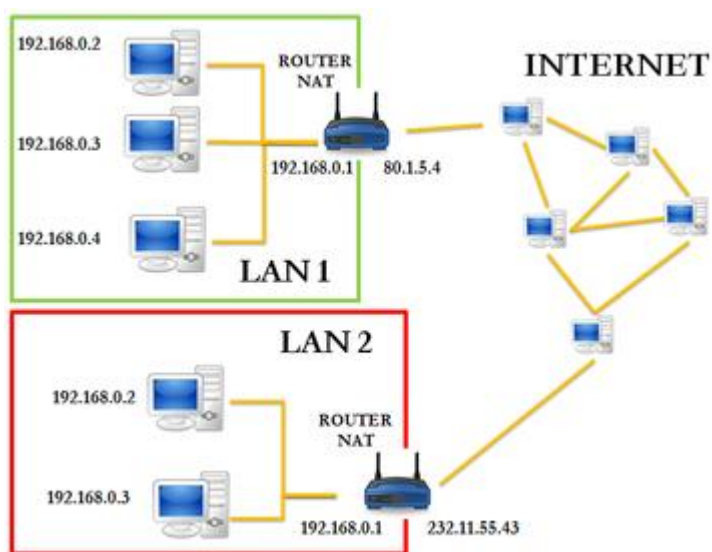 192.168.0.2
ROUTER
NAT
INTERNET
192.168.0.3
192.168.0.1
80.1.5.4
192.168.0.4
LAN 1
LAN 2
192.168.0.2
ROUTER
NAT
192.168.0.3
192.168.0.1
232.11.55.43